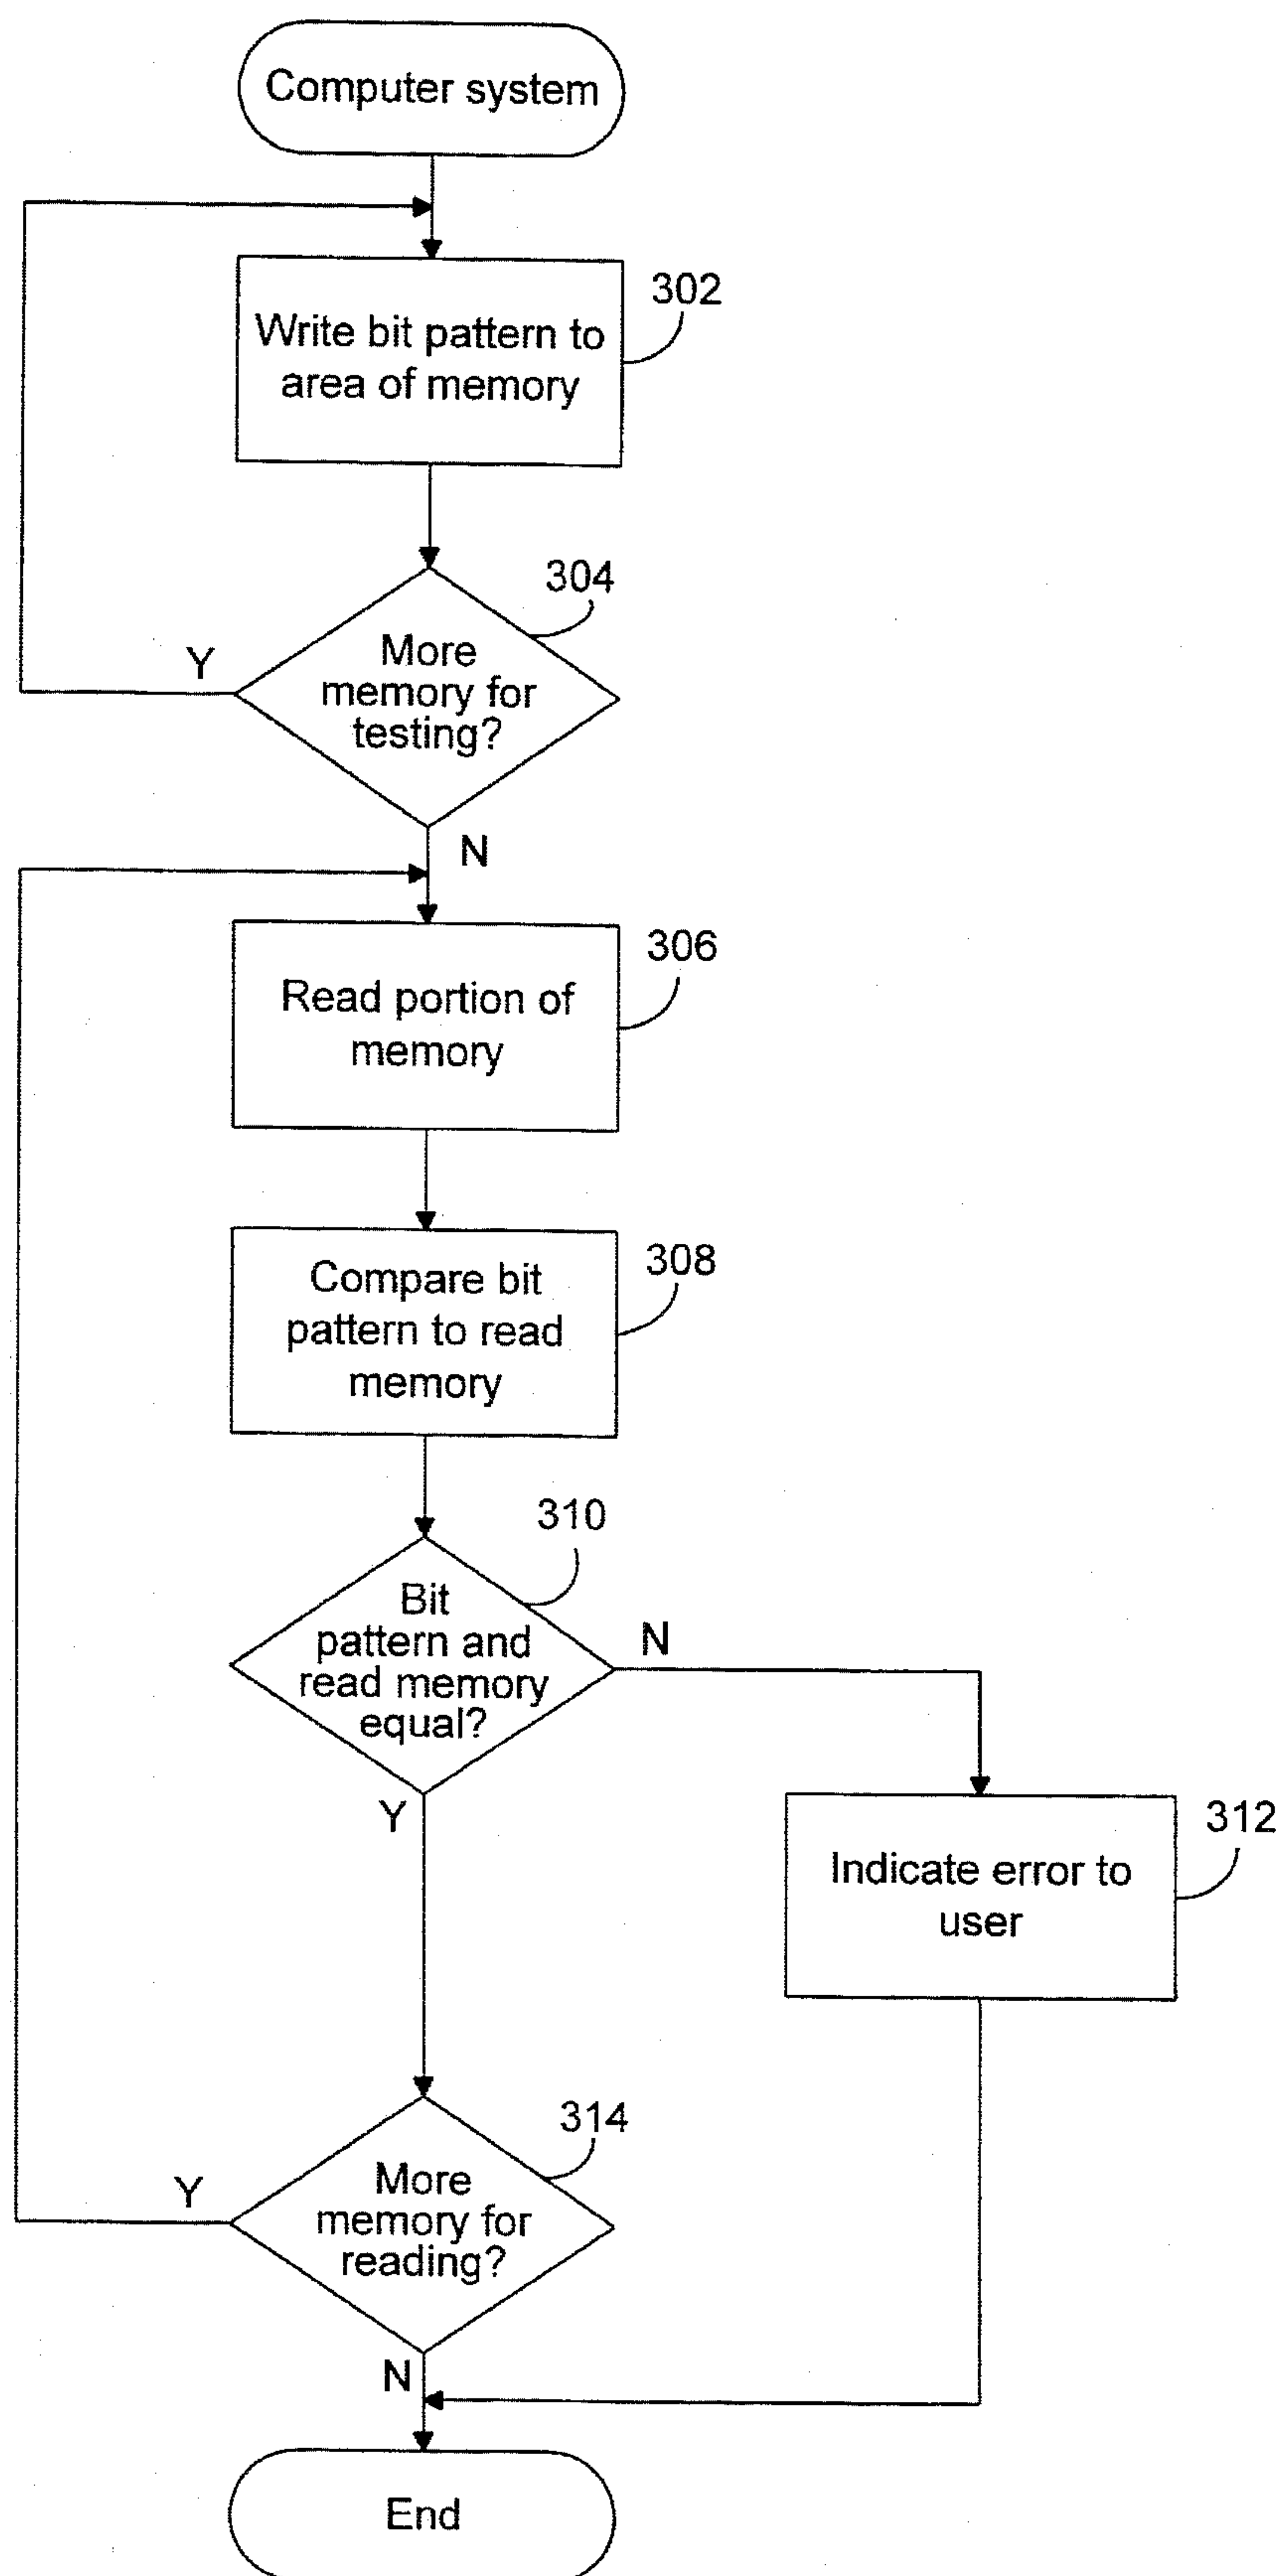 Computer system
302
Write bit pattern to
area of memory
304
More
memory for
testing?
Y
N
306
Read portion of
memory
308
Compare bit
pattern to read
memory
310
Bit
pattern and
read memory
equal?
N
Y
312
Indicate error to
user
314
More
memory for
reading?
Y
N
End